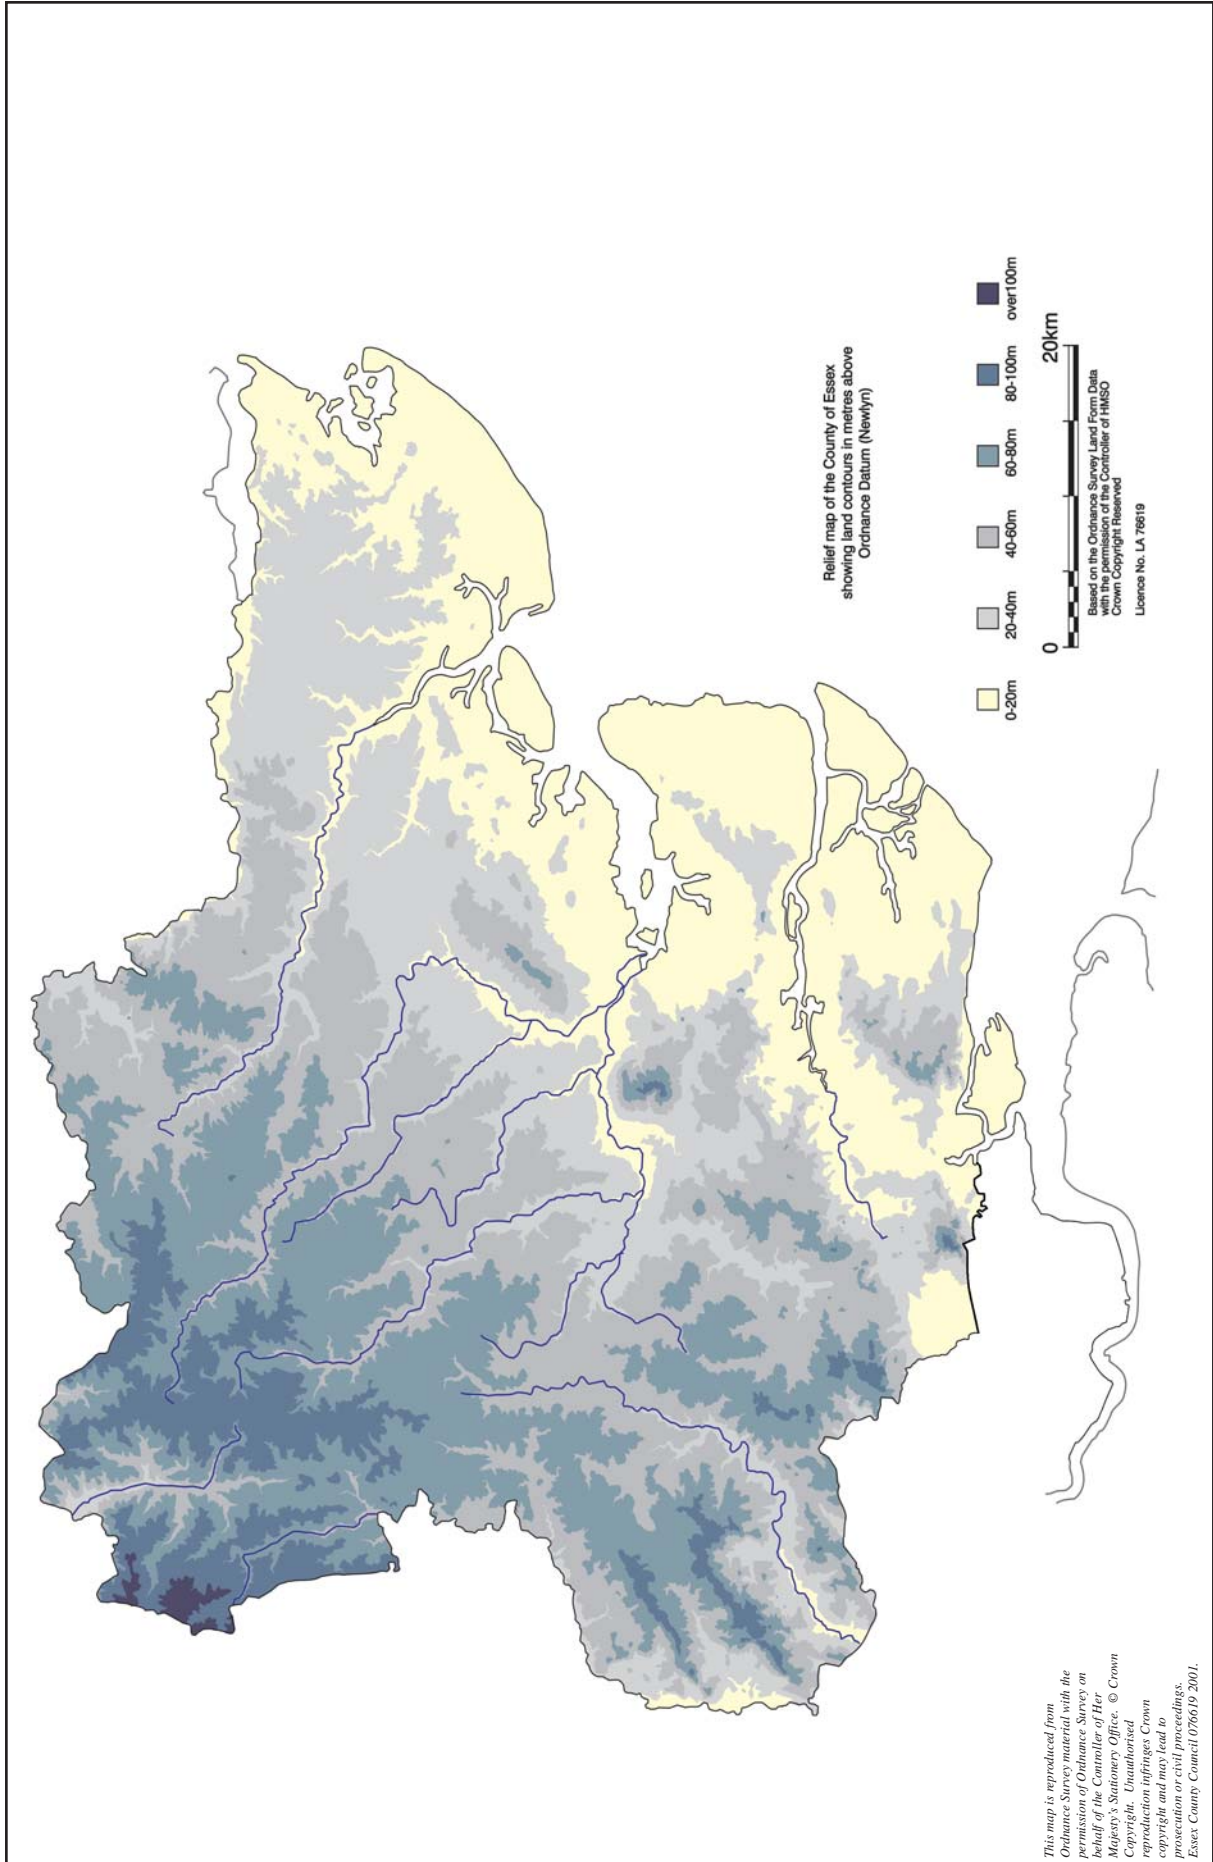 Relief map of the County of Essex
showing land contours in metres above
Ordnance Datum (Newlyn)
0-20m
20-40m
40-60m
60-80m
80-100m
over100m
0
20km
Based on the Ordnance Survey Land Form Data
with the permission of the Controller of HMSO
Crown Copyright Reserved
Licence No. LA 76619
This map is reproduced from
Ordnance Survey material with the
permission of Ordnance Survey on
behalf of the Controller of Her
Majesty's Stationery Office. © Crown
Copyright. Unauthorised
reproduction infringes Crown
copyright and may lead to
prosecution or civil proceedings.
Essex County Council 076619 2001.